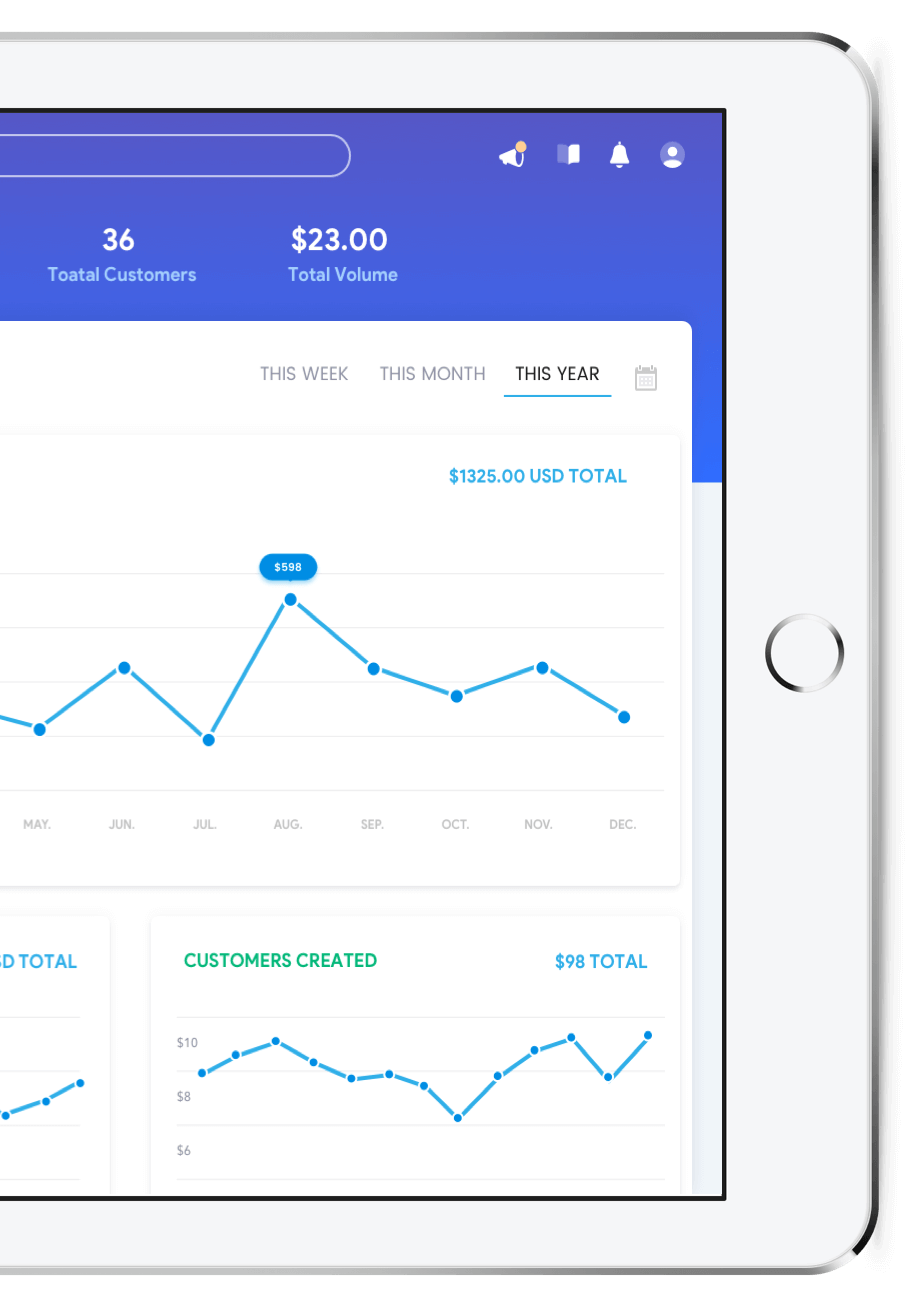 36
$23.00
Toatal Customers
Total Volume
THIS WEEK
THIS MONTH
THIS YEAR
$1325.00 USD TOTAL
$598
MAY.
JUN.
JUL.
AUG.
SEP.
OCT.
NOV.
DEC.
TOTAL
CUSTOMERS CREATED
$98 TOTAL
$10
$8
$6